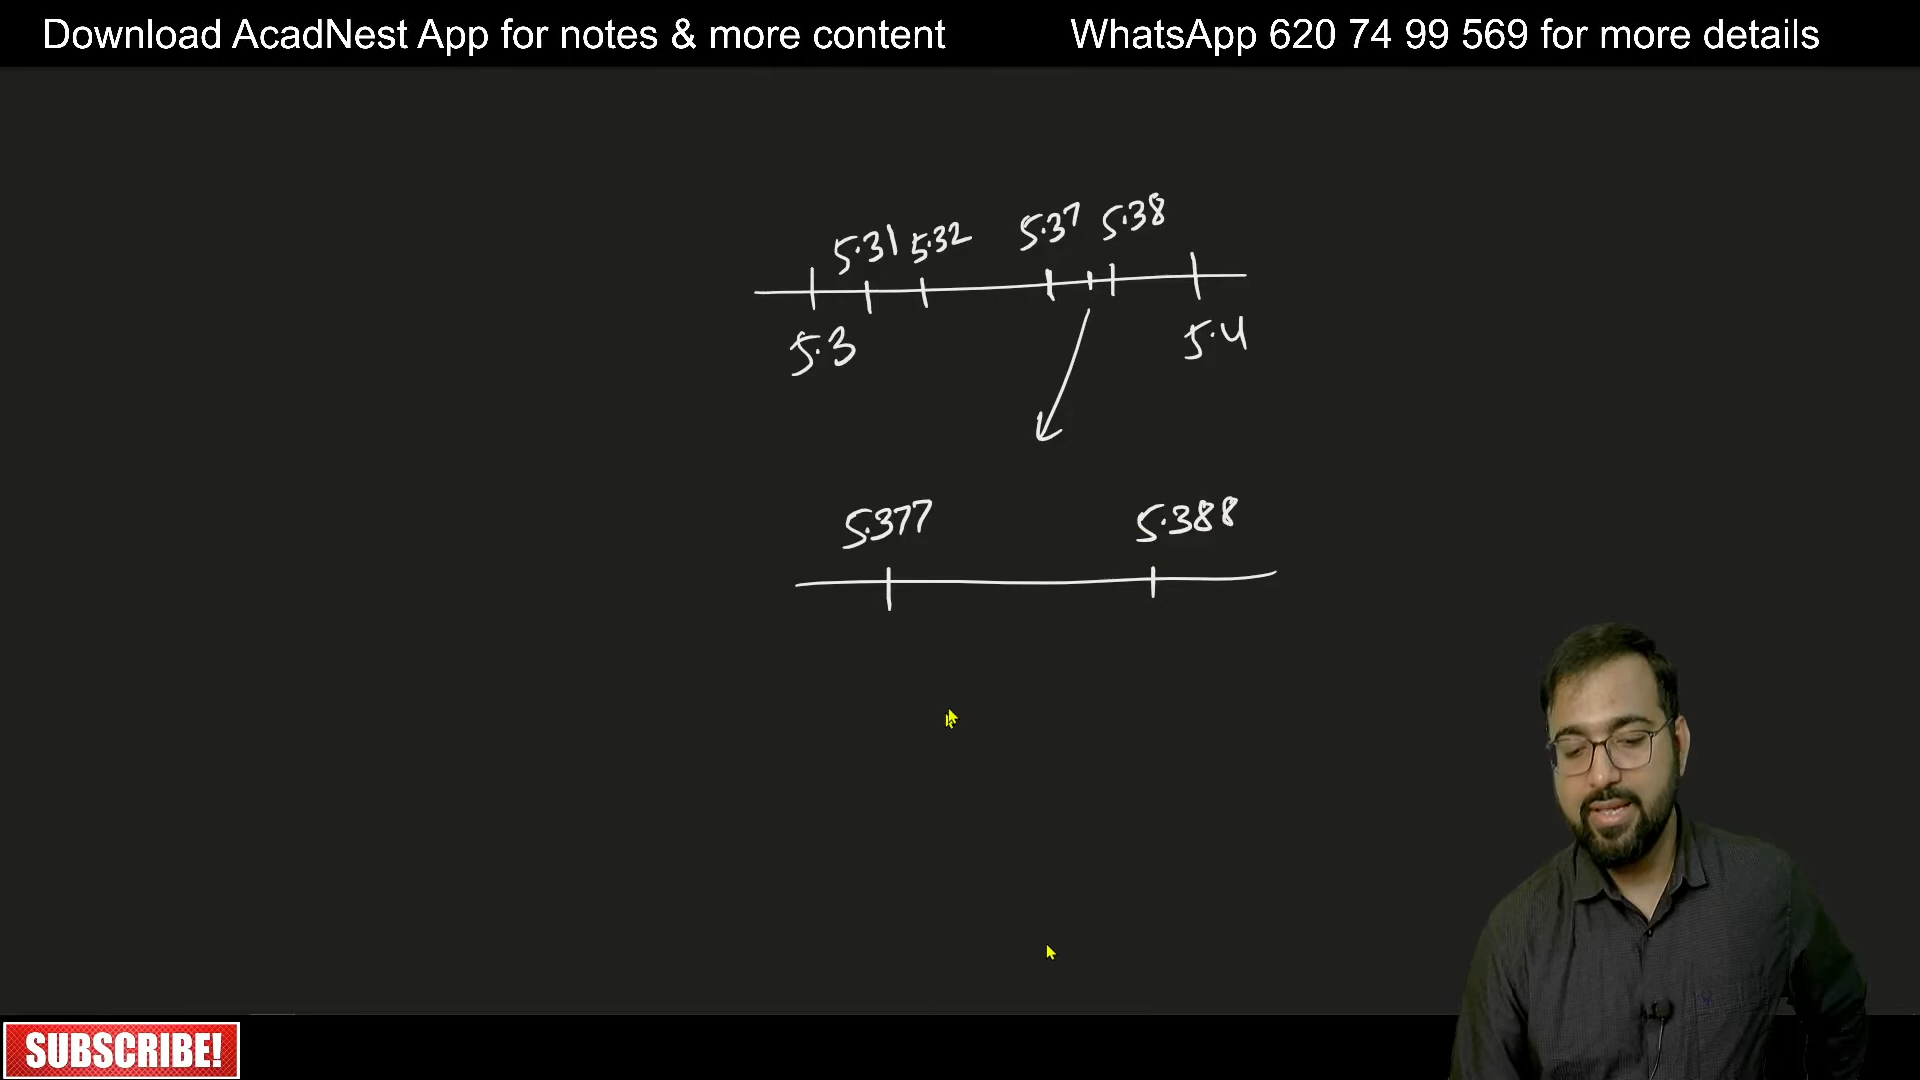 Download AcadNest App for notes & more content WhatsApp 620 74 99 569 for more details
5.31 5.32 5.37 5.38
5.3 5.4
5.377 5.388
SUBSCRIBE!